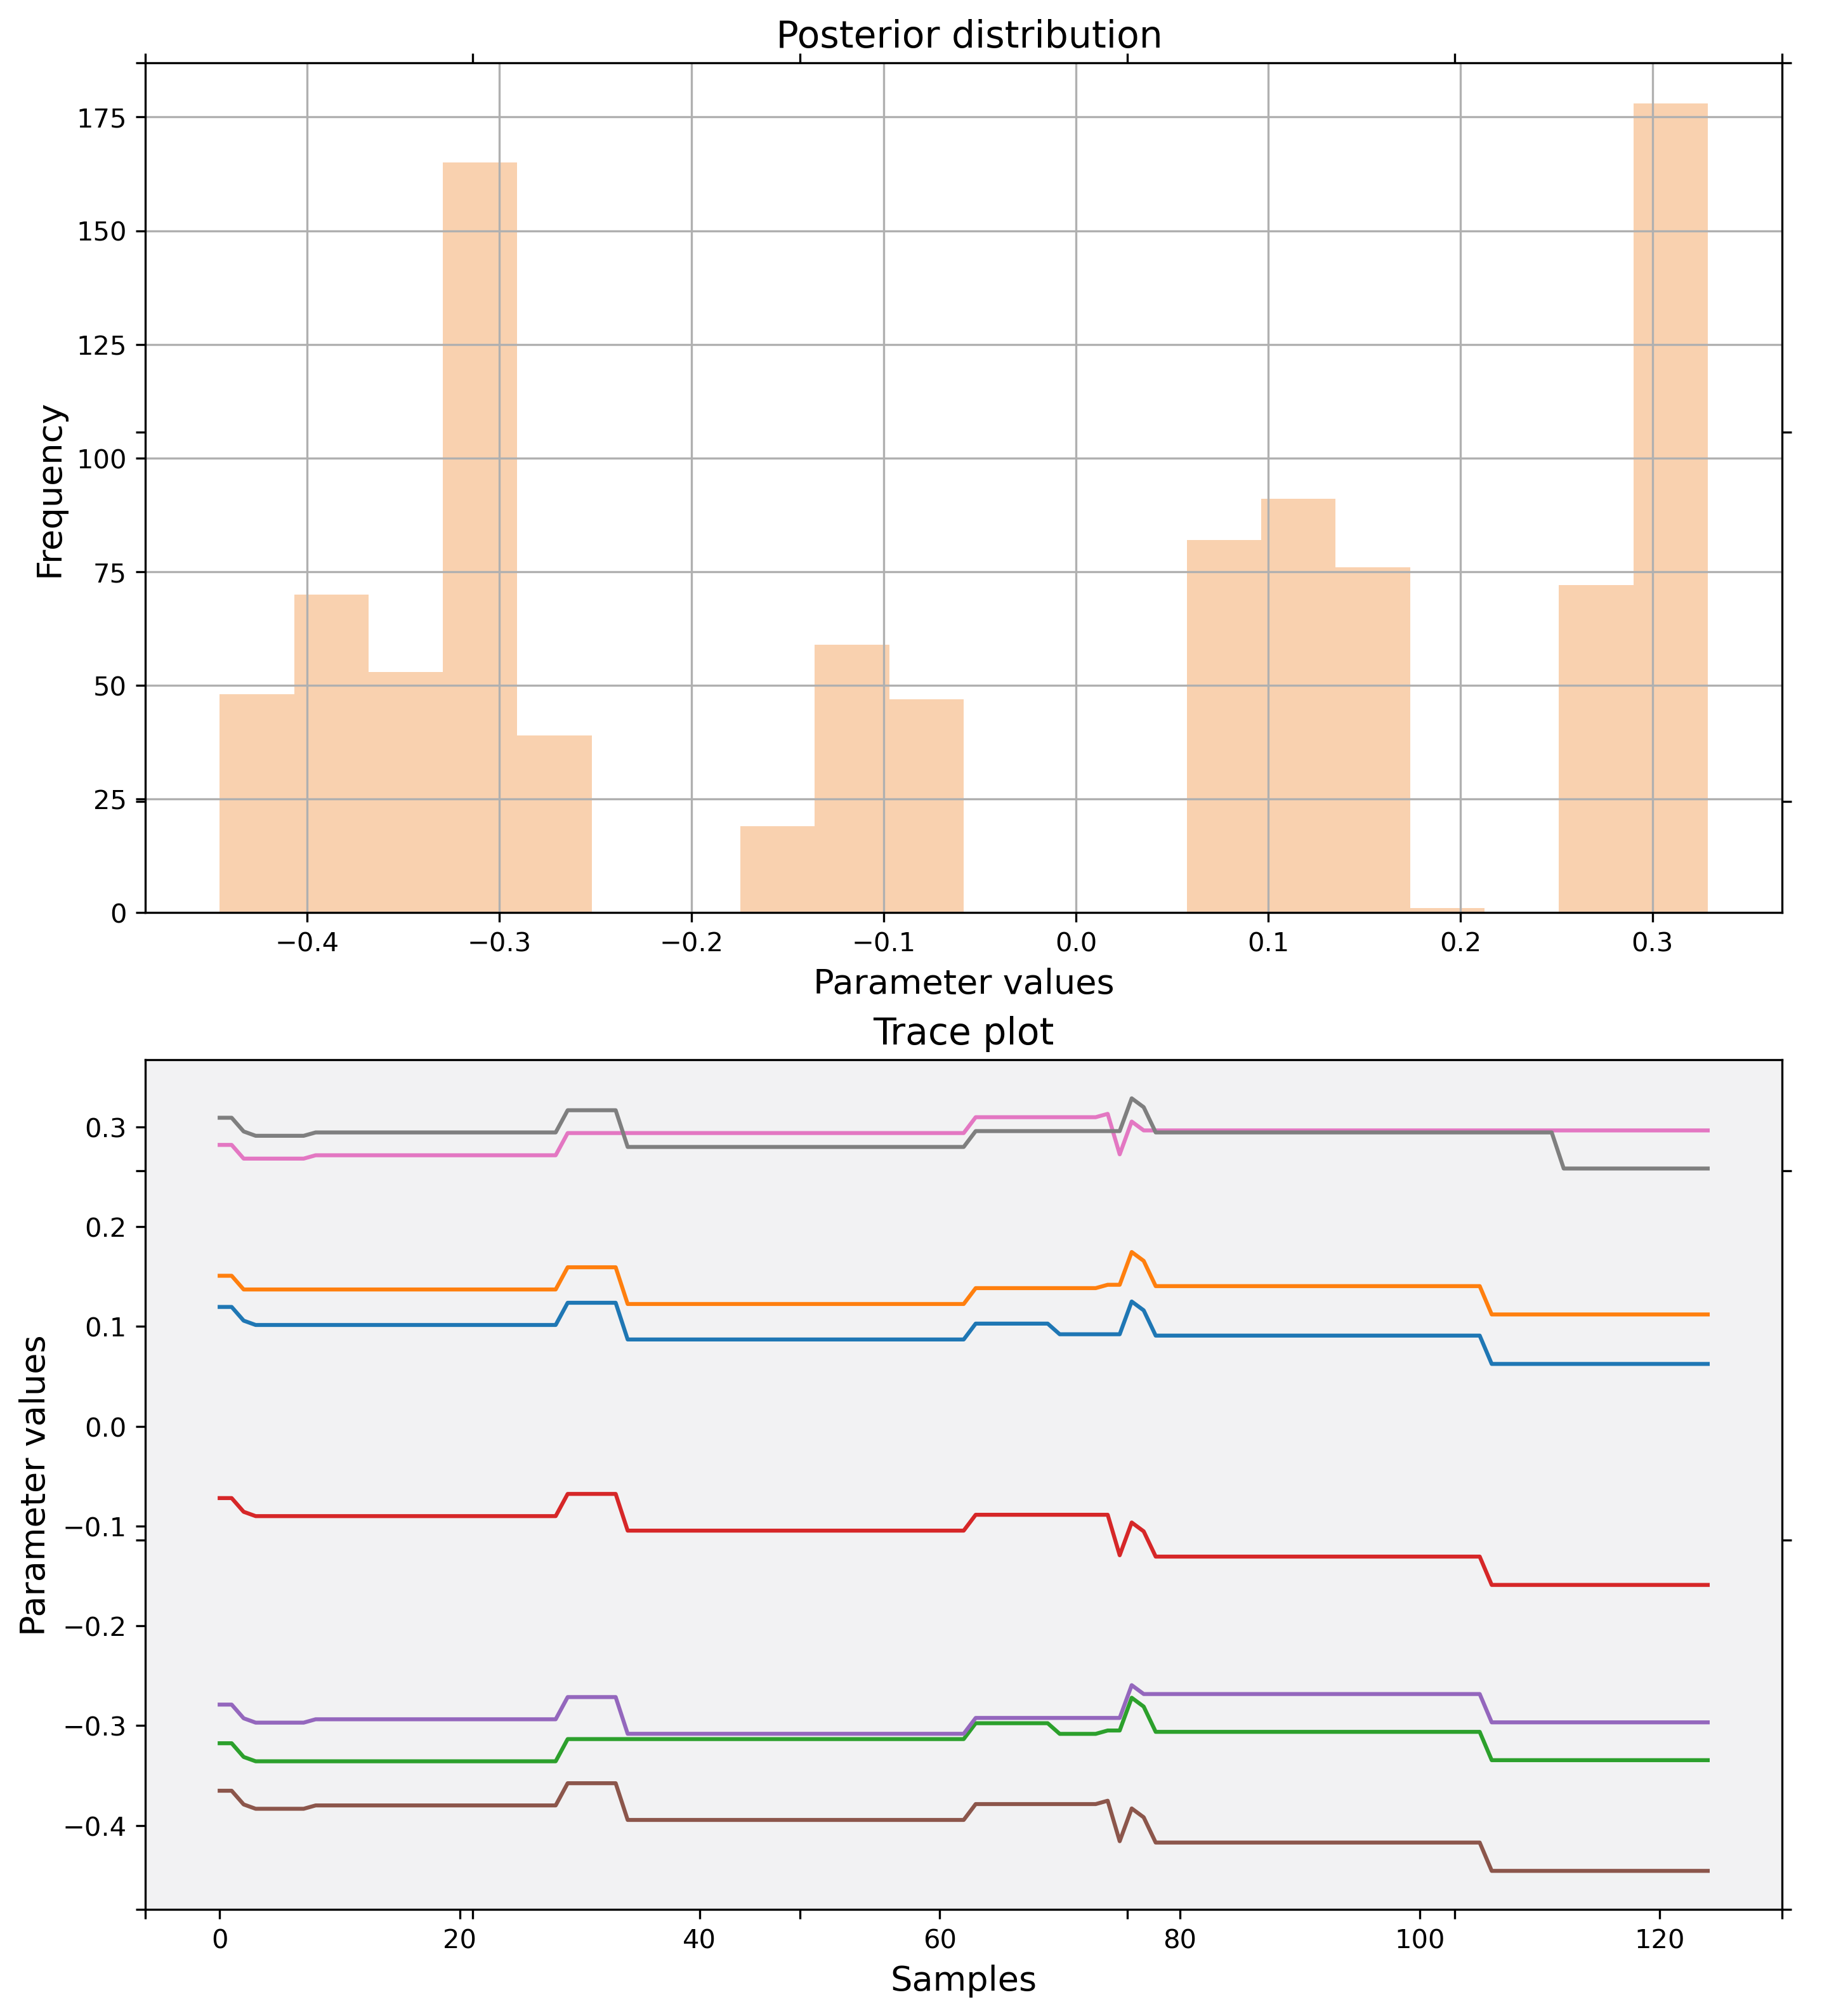 Posterior distribution
175
150
125
100
75
50
25
0
Frequency
−0.4 −0.3 −0.2 −0.1 0.0 0.1 0.2 0.3
Parameter values
Trace plot
0.3
0.2
0.1
0.0
−0.1
−0.2
−0.3
−0.4
Parameter values
0 20 40 60 80 100 120
Samples